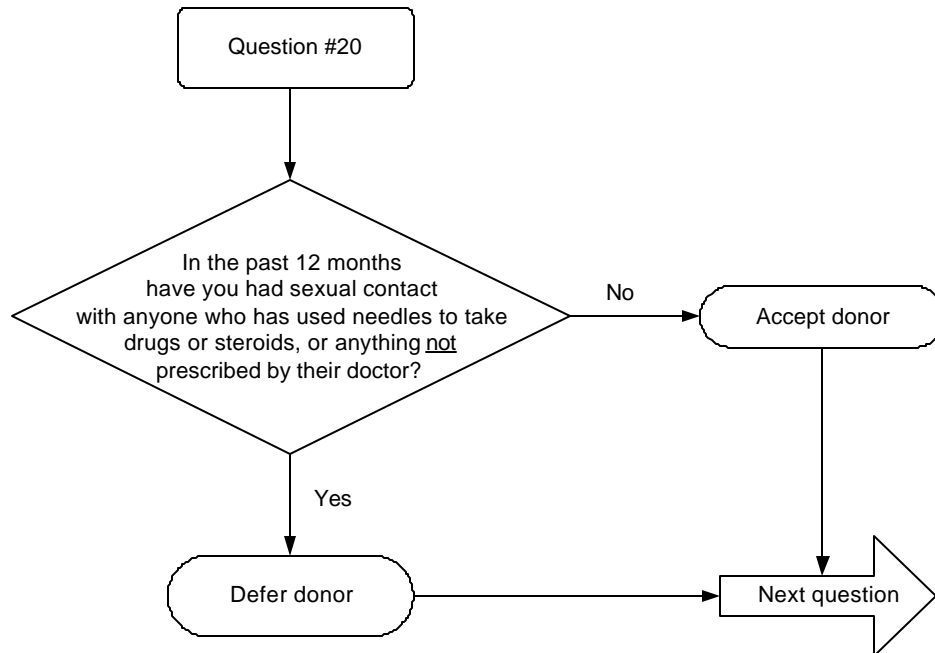 Question #20
In the past 12 months
have you had sexual contact
with anyone who has used needles to take
drugs or steroids, or anything not
prescribed by their doctor?
No
Accept donor
Yes
Defer donor
Next question